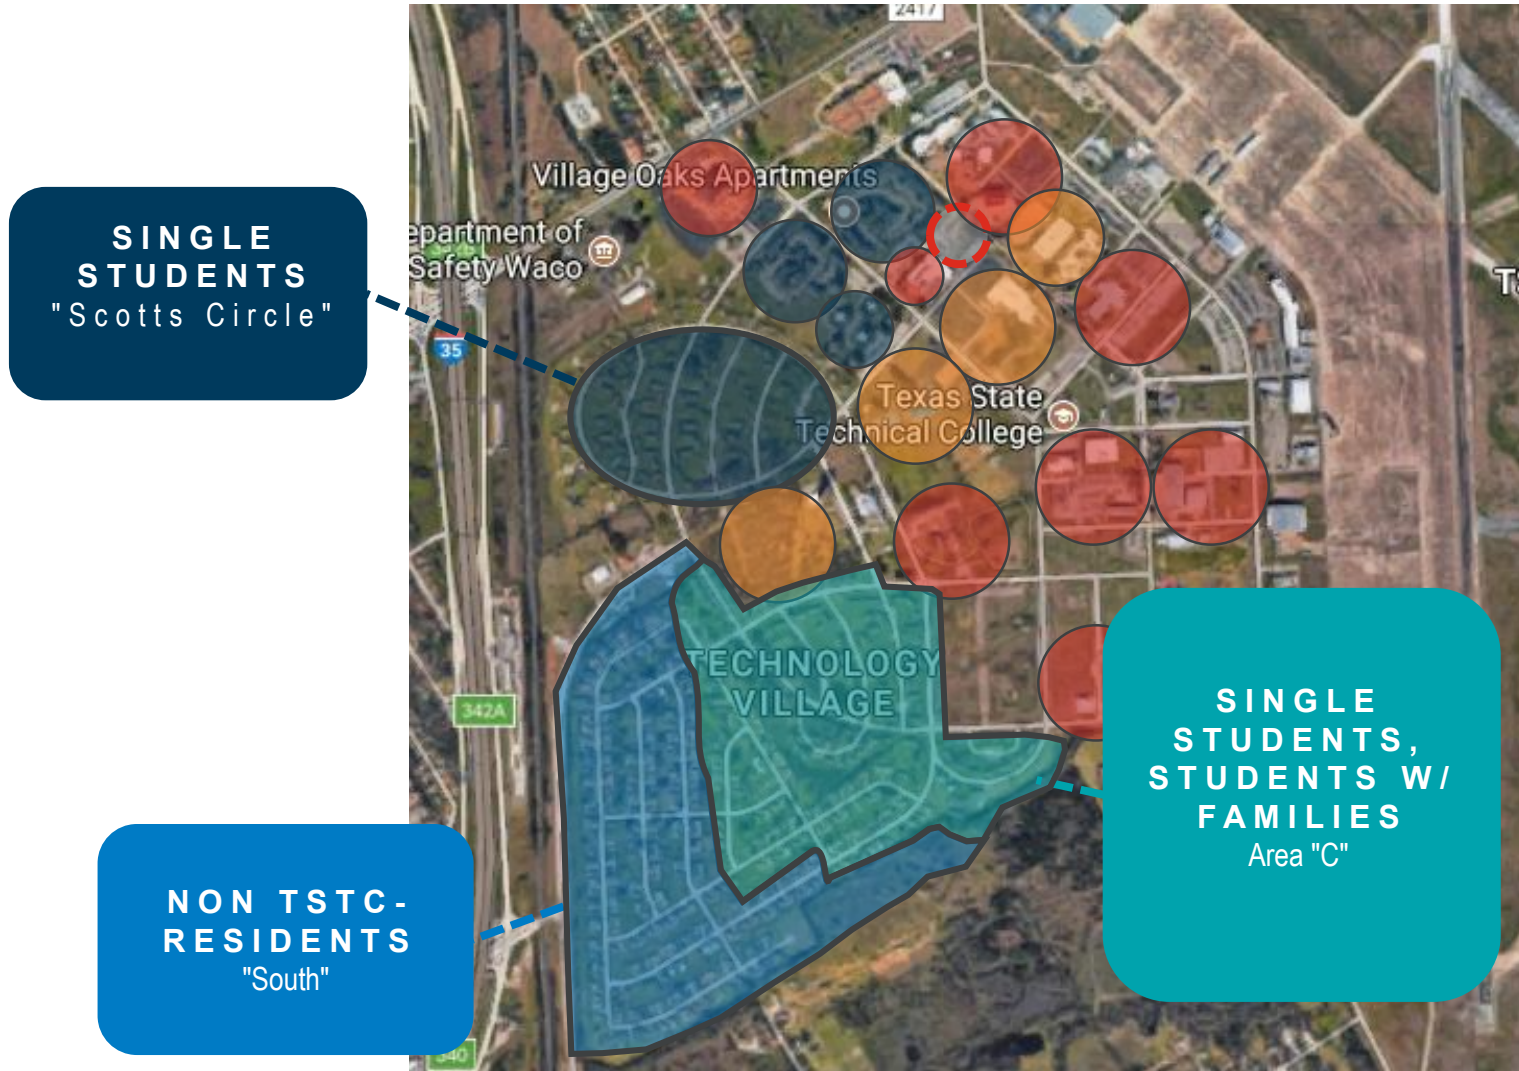 2417
Village Oaks Apartments
epartment of
Safety Waco
SINGLE
STUDENTS
"Scotts Circle"
35
Texas State
Technical College
TECHNOLOGY
VILLAGE
342A
SINGLE
STUDENTS,
STUDENTS W/
FAMILIES
Area "C"
NON TSTC-
RESIDENTS
"South"
340